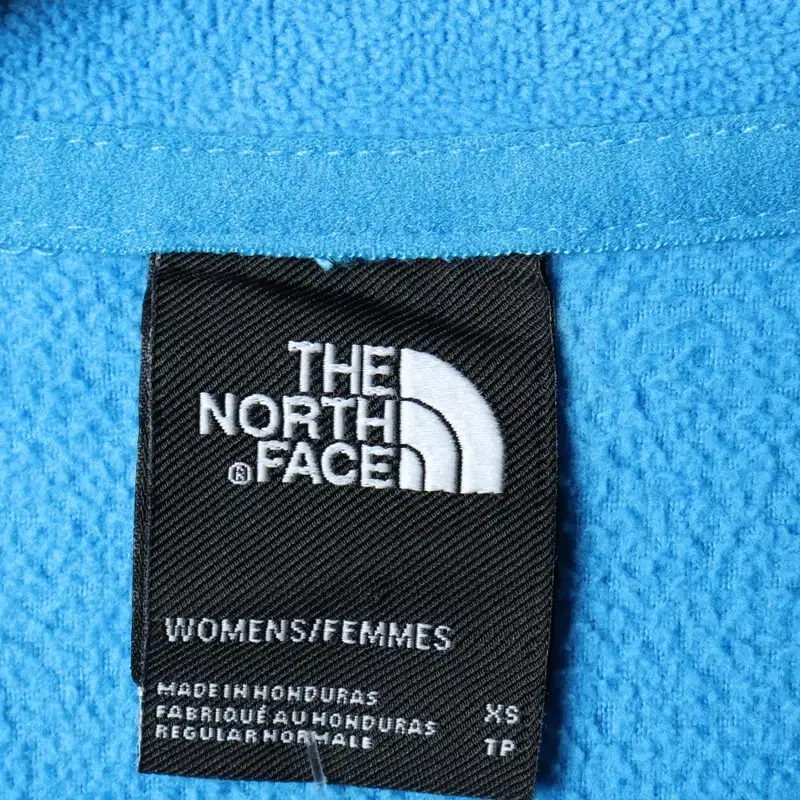 THE
NORTH
® FACE
WOMENS/FEMMES
MADE IN HONDURAS
FABRIQUÉ AU HONDURAS XS
REGULAR NORMALE TP